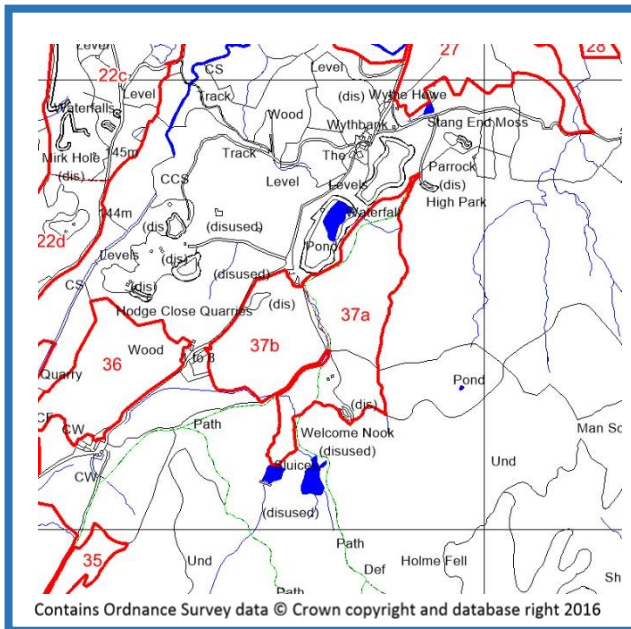 27
28
22c
Level
CS
Level
Track
(dis)
Wythe Howe
Waterfalls
Level
Wood
Wythbank
Stang End Moss
Mirk Hole
145m
Track
The
Parrock
(dis)
CCS
Level
Levels
(dis)
High Park
144m
Waterfall
22d
(dis)
(disused)
Levels
(dis)
Pond
CS
(dis)
(disused)
Hodge Close Quarries
(dis)
37a
36
Wood
to 8
37b
Quarry
Pond
(dis)
CW
Path
Welcome Nook
Man
(disused)
CW
Sluices
Und
(disused)
Path
35
Und
Def
Holme Fell
Path
Contains Ordnance Survey data © Crown copyright and database right 2016